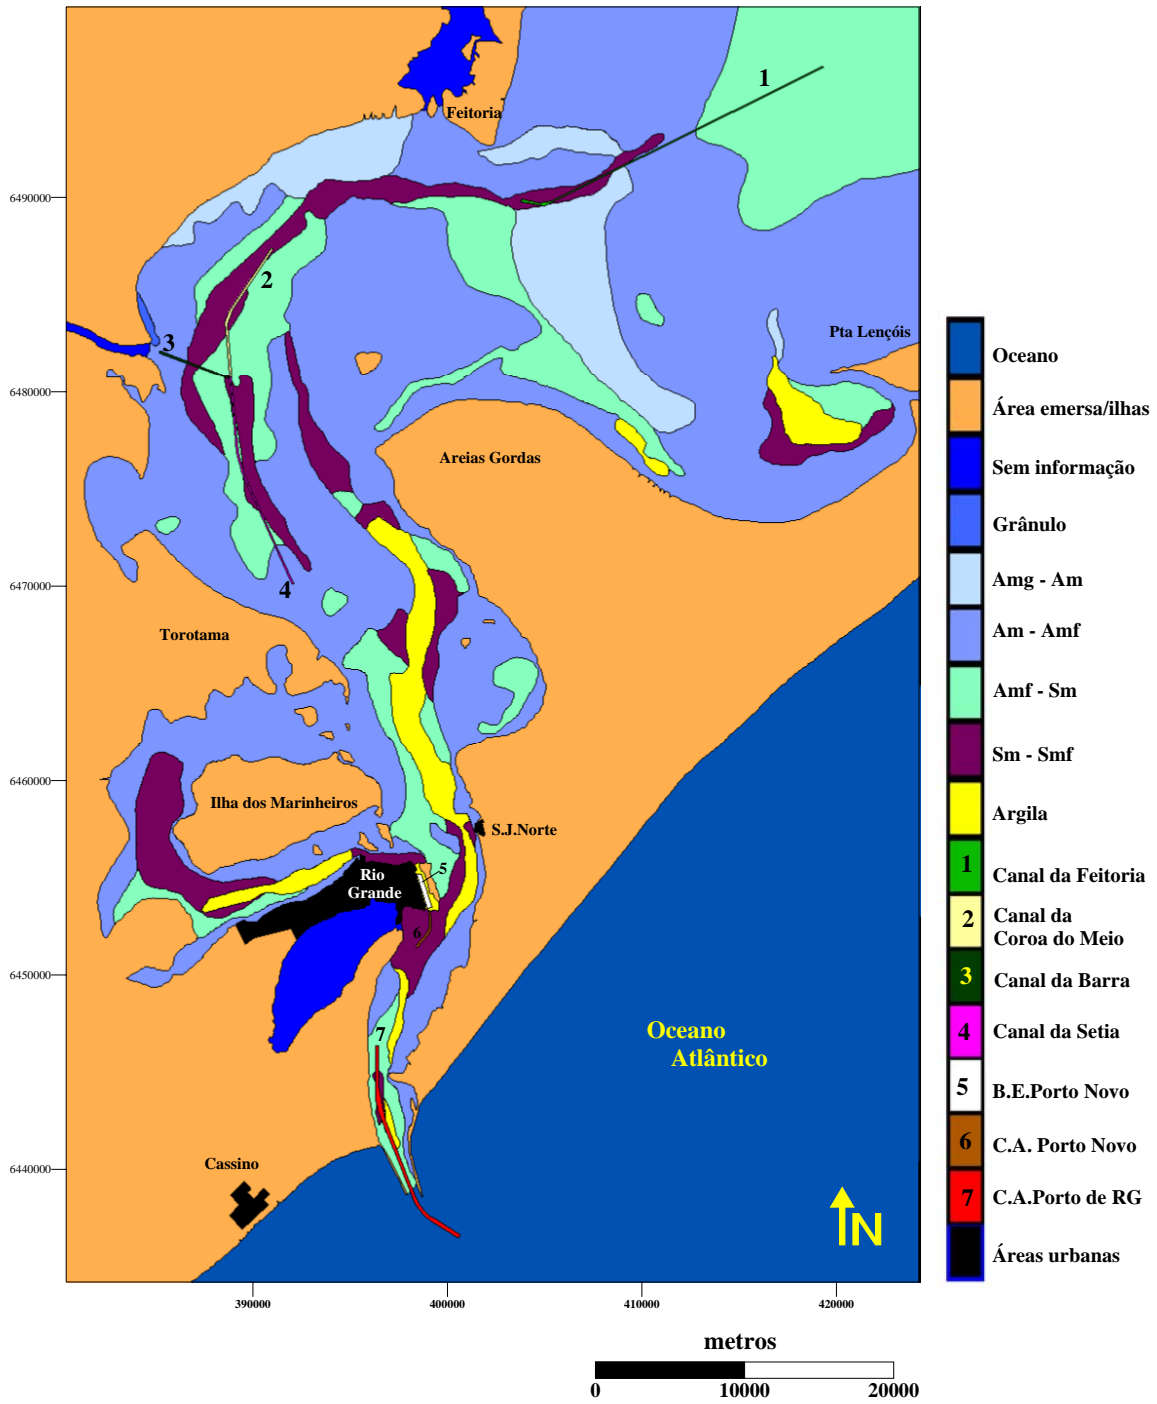 1
Feitoria
6490000
2
3
Pta Lençóis
6480000
Areias Gordas
4
6470000
Torotama
6460000
Ilha dos Marinheiros
S.J.Norte
Rio
Grande
5
6
6450000
7
Oceano
Atlântico
6440000
Cassino
N
390000
400000
410000
420000
metros
0
10000
20000
Oceano
Área emersa/ilhas
Sem informação
Grânulo
Amg - Am
Am - Amf
Amf - Sm
Sm - Smf
Argila
1 Canal da Feitoria
2 Canal da
Coroa do Meio
3 Canal da Barra
4 Canal da Setia
5 B.E.Porto Novo
6 C.A. Porto Novo
7 C.A.Porto de RG
Áreas urbanas